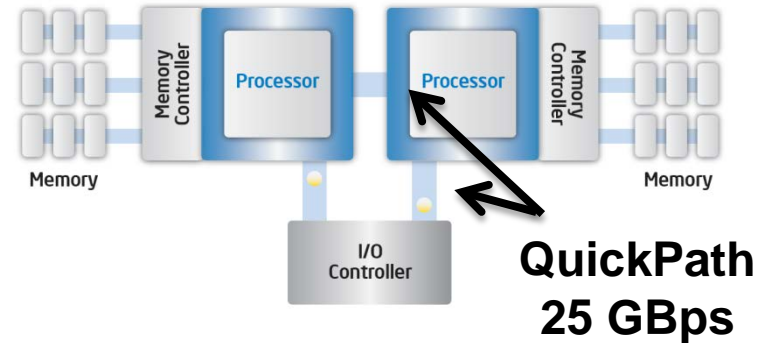 Memory
Controller
Processor
Processor
Memory
Controller
Memory
Memory
I/O
Controller
QuickPath
25 GBps